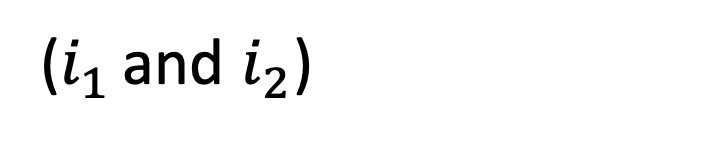 (i₁ and i₂)